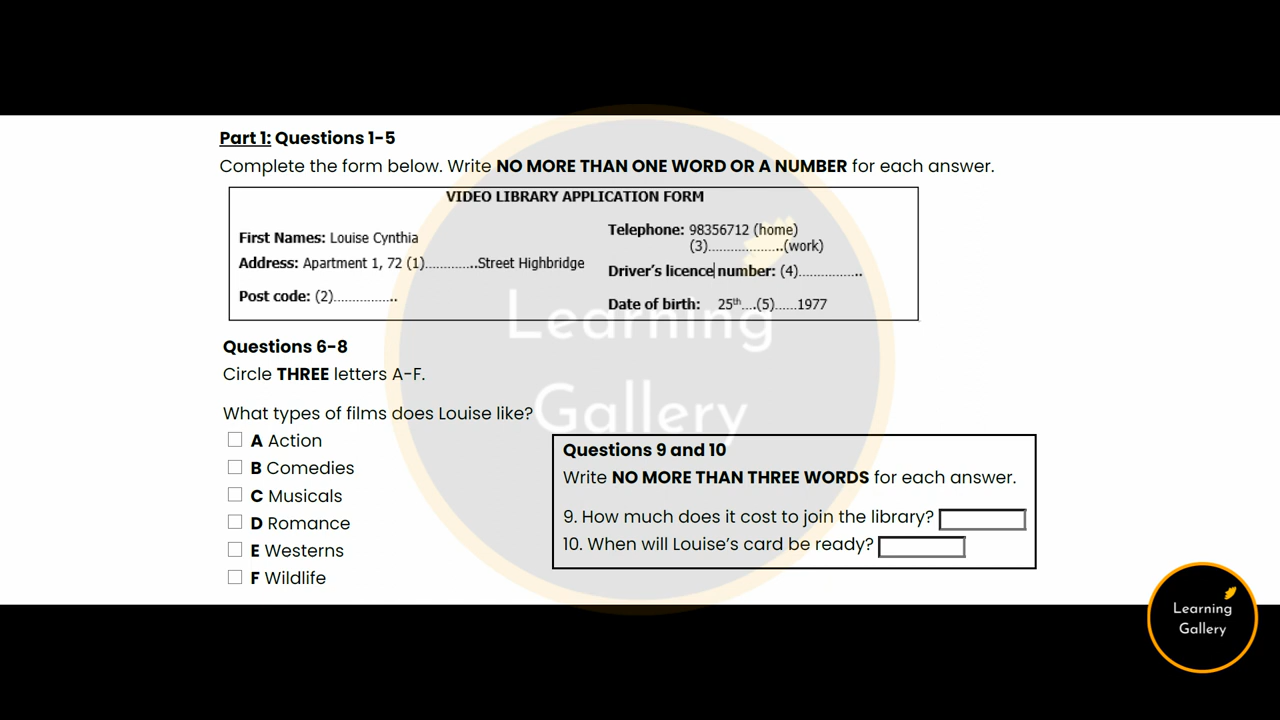 Part 1: Questions 1-5
Complete the form below. Write NO MORE THAN ONE WORD OR A NUMBER for each answer.
VIDEO LIBRARY APPLICATION FORM
First Names: Louise Cynthia
Address: Apartment 1, 72 (1)..............Street Highbridge
Post code: (2)................
Telephone: 98356712 (home)
(3)....................(work)
Driver's licence number: (4)................
Date of birth: 25th....(5)......1977
Questions 6-8
Circle THREE letters A-F.
What types of films does Louise like?
A Action
B Comedies
C Musicals
D Romance
E Westerns
F Wildlife
Questions 9 and 10
Write NO MORE THAN THREE WORDS for each answer.
9. How much does it cost to join the library?
10. When will Louise's card be ready?
Learning
Gallery
Learning
Gallery